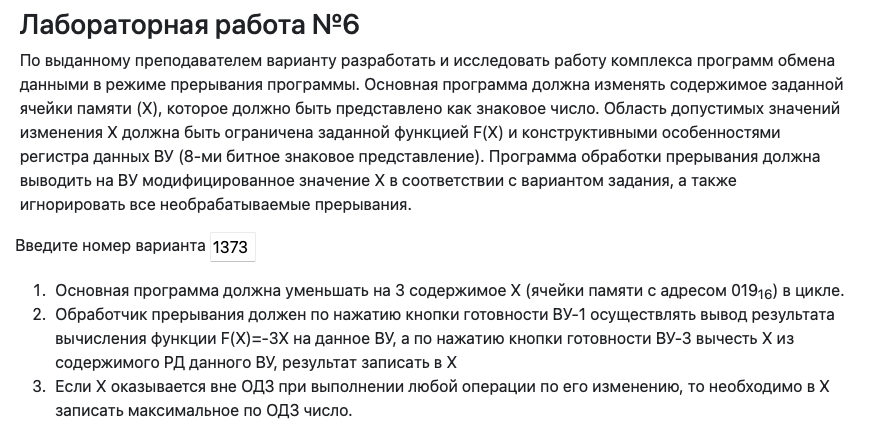 Лабораторная работа №6
По выданному преподавателем варианту разработать и исследовать работу комплекса программ обмена
данными в режиме прерывания программы. Основная программа должна изменять содержимое заданной
ячейки памяти (X), которое должно быть представлено как знаковое число. Область допустимых значений
изменения X должна быть ограничена заданной функцией F(X) и конструктивными особенностями
регистра данных ВУ (8-ми битное знаковое представление). Программа обработки прерывания должна
выводить на ВУ модифицированное значение X в соответствии с вариантом задания, а также
игнорировать все необрабатываемые прерывания.
Введите номер варианта 1373
1. Основная программа должна уменьшать на 3 содержимое X (ячейки памяти с адресом 019₁₆) в цикле.
2. Обработчик прерывания должен по нажатию кнопки готовности ВУ-1 осуществлять вывод результата
вычисления функции F(X)=-3X на данное ВУ, а по нажатию кнопки готовности ВУ-3 вычесть X из
содержимого РД данного ВУ, результат записать в X
3. Если X оказывается вне ОДЗ при выполнении любой операции по его изменению, то необходимо в X
записать максимальное по ОДЗ число.